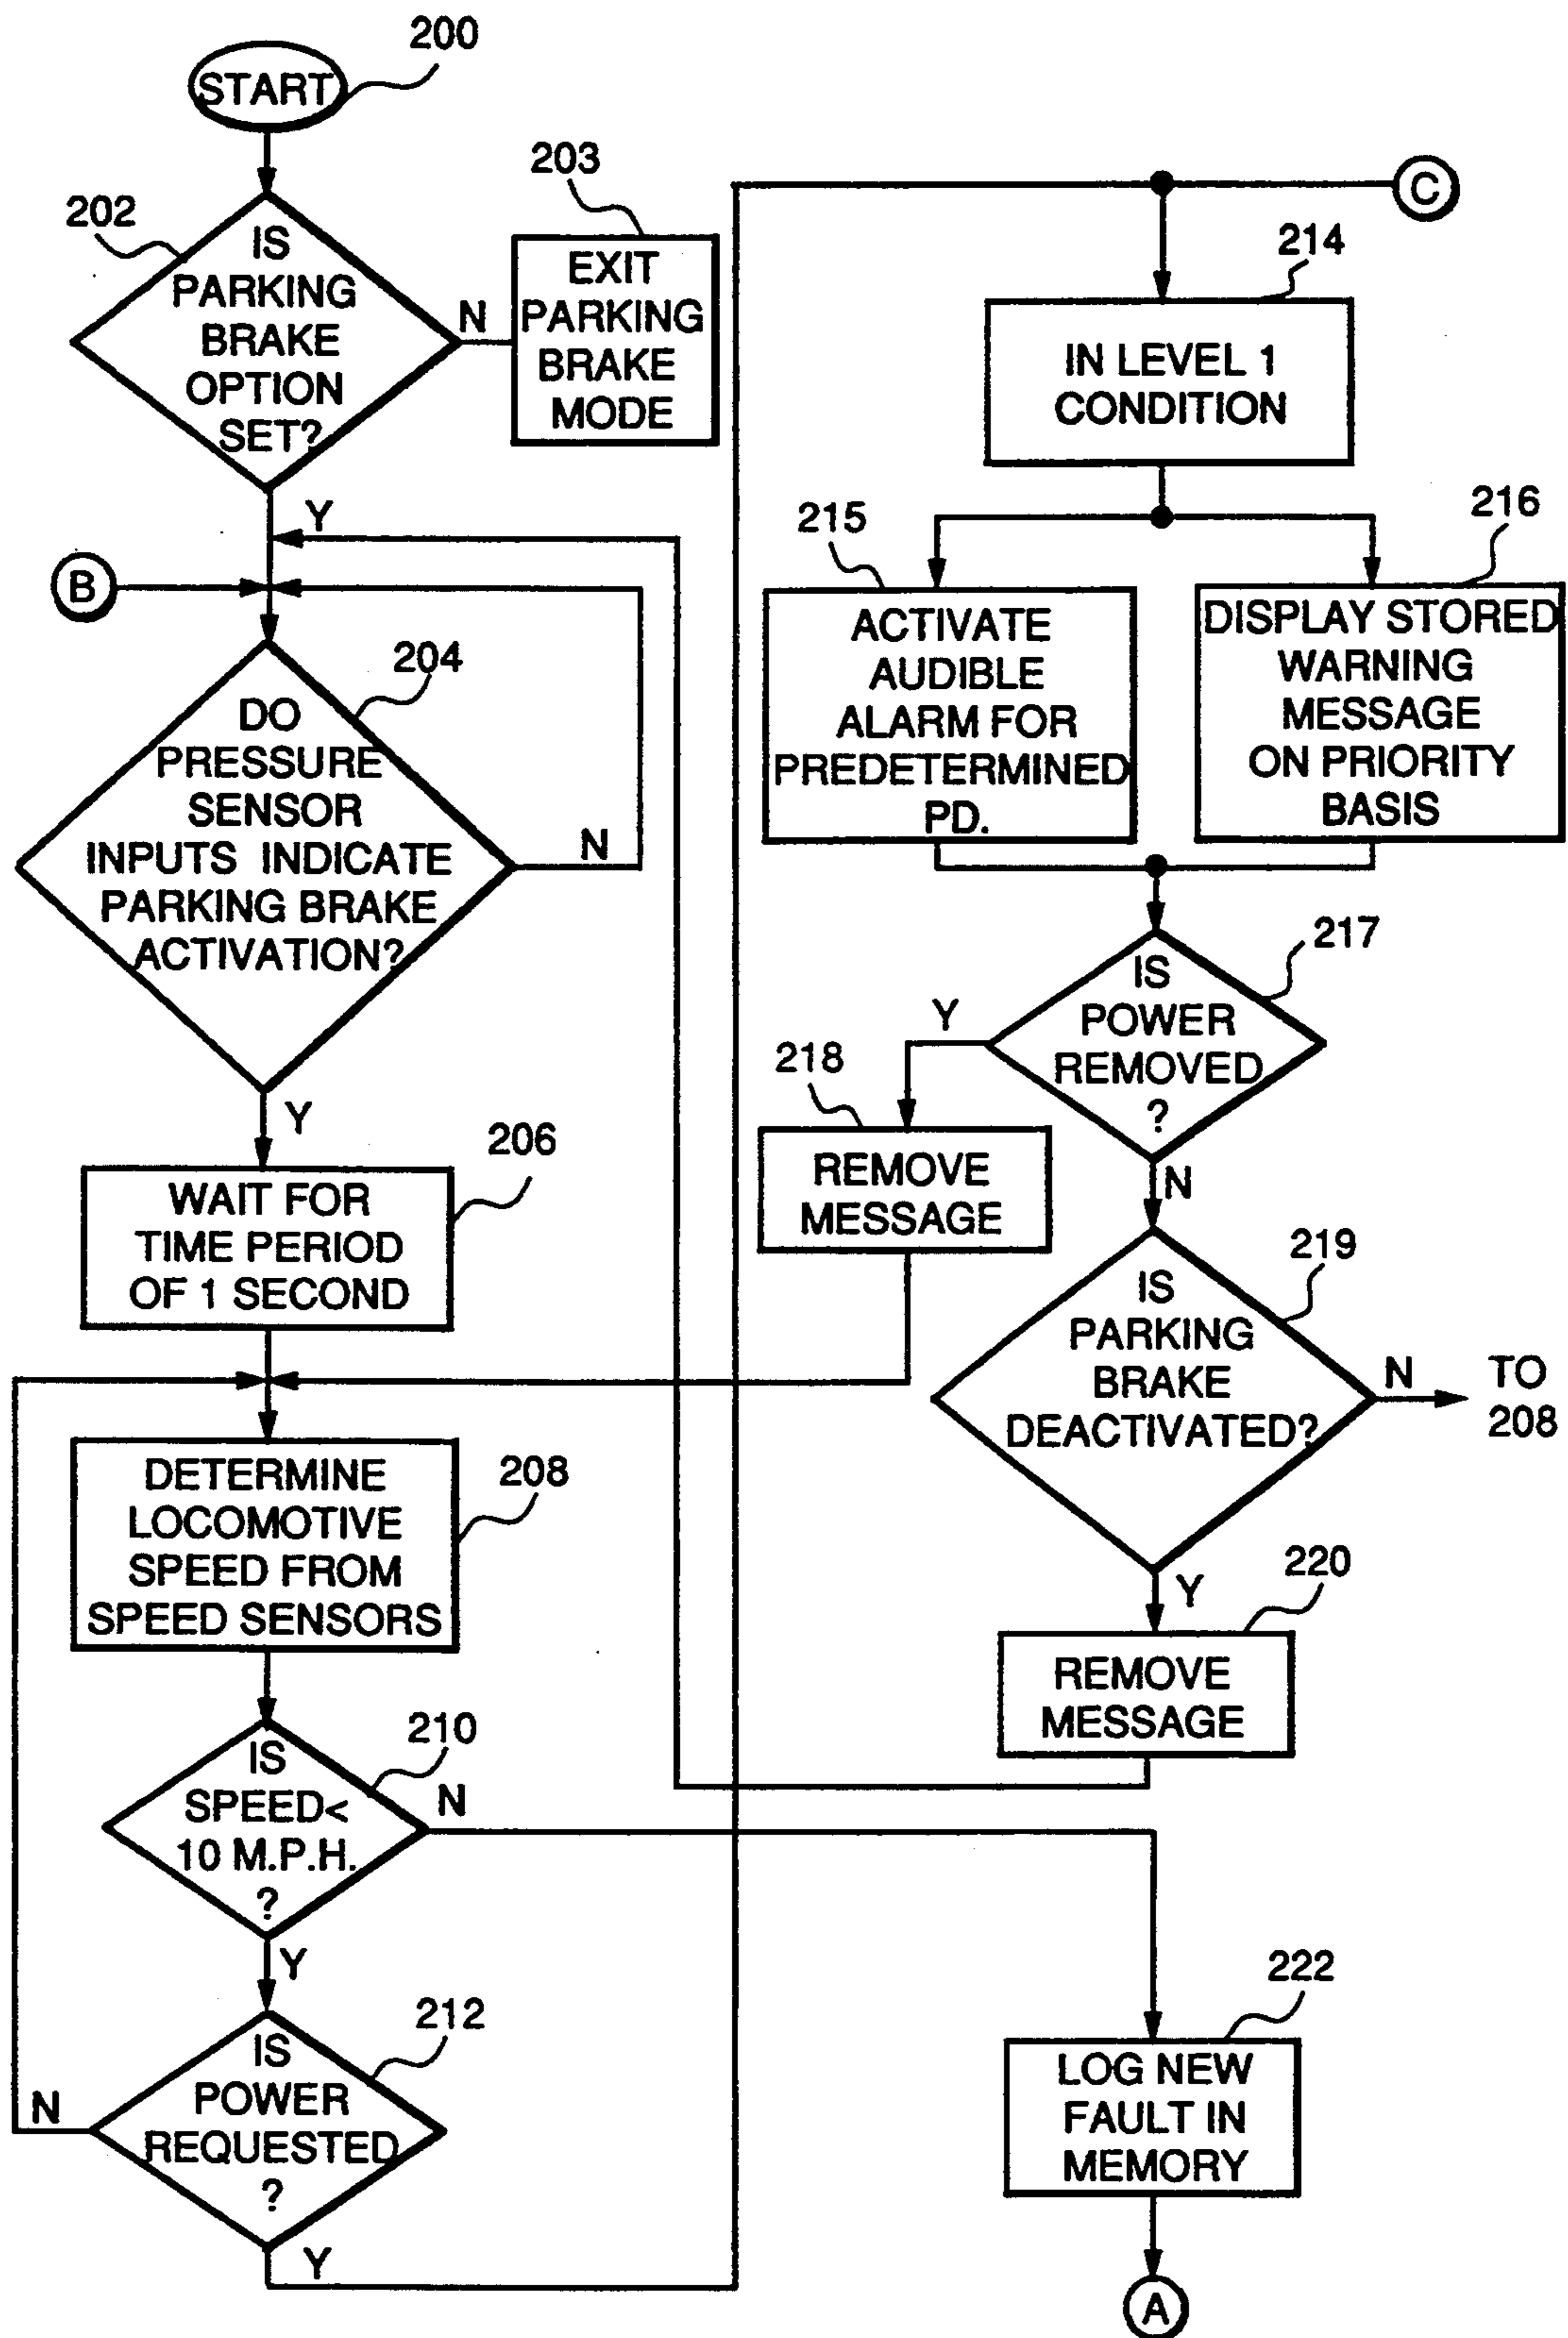 200
START
202
IS
PARKING
BRAKE
OPTION
SET?
N
203
EXIT
PARKING
BRAKE
MODE
Y
B
204
DO
PRESSURE
SENSOR
INPUTS INDICATE
PARKING BRAKE
ACTIVATION?
N
Y
206
WAIT FOR
TIME PERIOD
OF 1 SECOND
208
DETERMINE
LOCOMOTIVE
SPEED FROM
SPEED SENSORS
210
IS
SPEED<
10 M.P.H.
?
N
Y
212
IS
POWER
REQUESTED
?
N
Y
C
214
IN LEVEL 1
CONDITION
215
ACTIVATE
AUDIBLE
ALARM FOR
PREDETERMINED
PD.
216
DISPLAY STORED
WARNING
MESSAGE
ON PRIORITY
BASIS
217
IS
POWER
REMOVED
?
Y
218
REMOVE
MESSAGE
N
219
IS
PARKING
BRAKE
DEACTIVATED?
N
TO
208
Y
220
REMOVE
MESSAGE
222
LOG NEW
FAULT IN
MEMORY
A